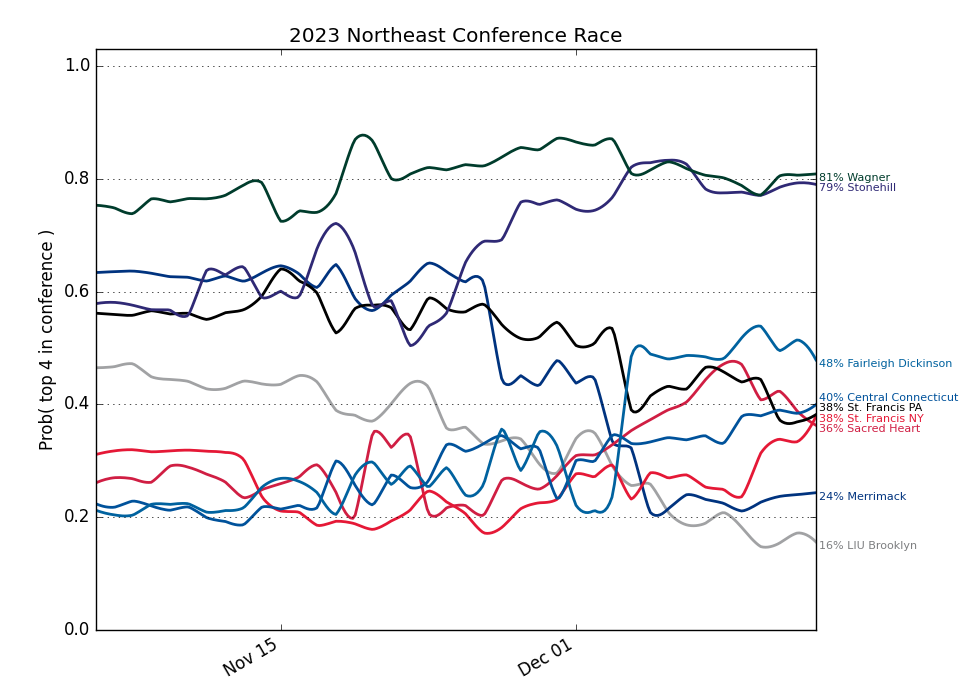 2023 Northeast Conference Race
Prob( top 4 in conference )
1.0
0.8
0.6
0.4
0.2
0.0
Nov 15
Dec 01
81% Wagner
79% Stonehill
48% Fairleigh Dickinson
40% Central Connecticut
38% St. Francis PA
38% St. Francis NY
36% Sacred Heart
24% Merrimack
16% LIU Brooklyn